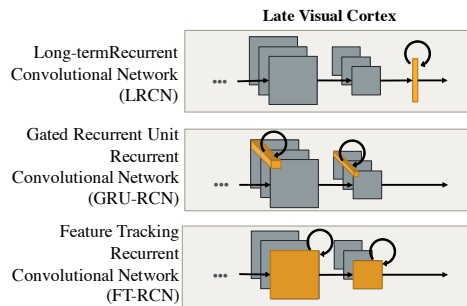 Late Visual Cortex
Long-termRecurrent
Convolutional Network
(LRCN)
Gated Recurrent Unit
Recurrent
Convolutional Network
(GRU-RCN)
Feature Tracking
Recurrent
Convolutional Network
(FT-RCN)